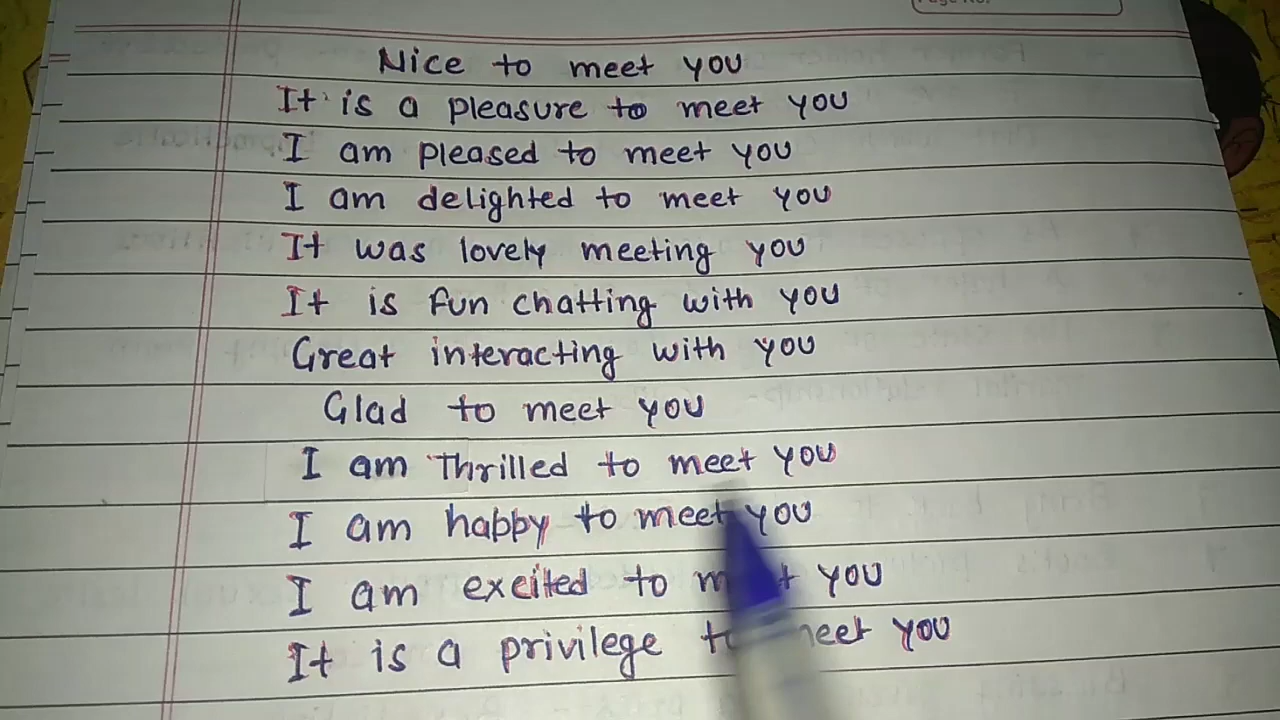 Nice to meet you
It is a pleasure to meet you
I am pleased to meet you
I am delighted to meet you
It was lovely meeting you
It is fun chatting with you
Great interacting with you
Glad to meet you
I am Thrilled to meet you
I am happy to meet you
I am excited to you
It is a privilege you